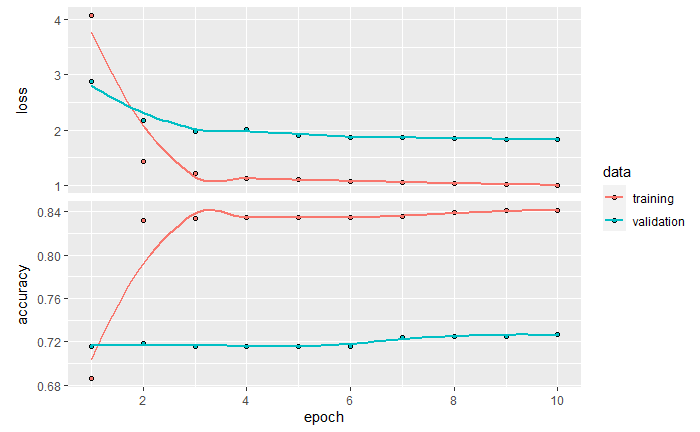 4
3
2
1
loss
0.84
0.80
0.76
0.72
0.68
accuracy
2
4
6
8
10
epoch
data
training
validation